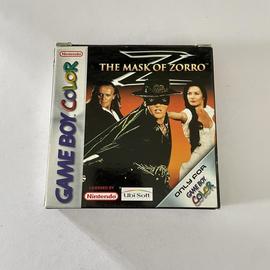 Nintendo
GAME BOY COLOR
THE MASK OF ZORRO
LICENSED BY
Nintendo
Ubi Soft
ONLY FOR
GAME BOY
COLOR